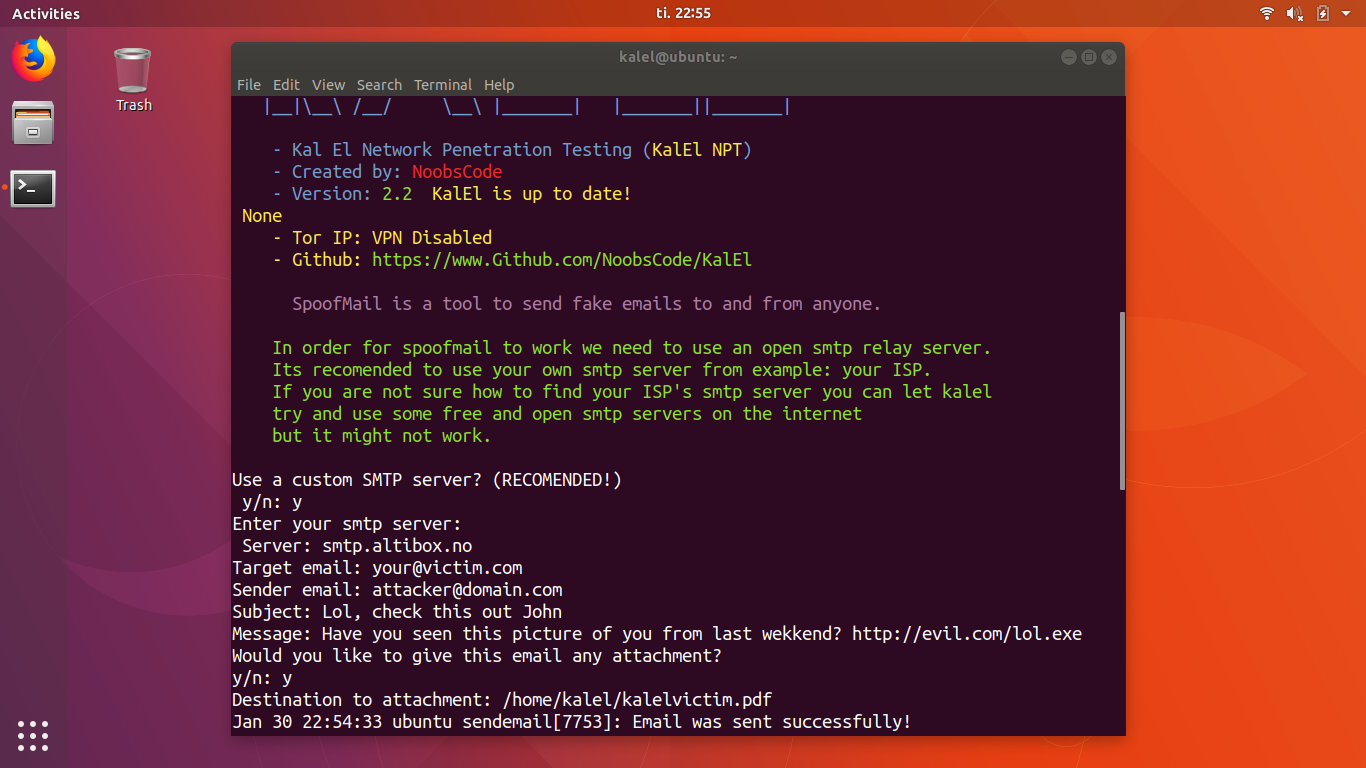 Activities
ti. 22:55
Trash
kalel@ubuntu: ~
File Edit View Search Terminal Help
|__|\__\ /__/     \__\ |_______|   |_______||_______|
- Kal El Network Penetration Testing (KalEl NPT)
- Created by: NoobsCode
- Version: 2.2  KalEl is up to date!
None
- Tor IP: VPN Disabled
- Github: https://www.Github.com/NoobsCode/KalEl
SpoofMail is a tool to send fake emails to and from anyone.
In order for spoofmail to work we need to use an open smtp relay server.
Its recomended to use your own smtp server from example: your ISP.
If you are not sure how to find your ISP's smtp server you can let kalel
try and use some free and open smtp servers on the internet
but it might not work.
Use a custom SMTP server? (RECOMENDED!)
y/n: y
Enter your smtp server:
Server: smtp.altibox.no
Target email: your@victim.com
Sender email: attacker@domain.com
Subject: Lol, check this out John
Message: Have you seen this picture of you from last wekkend? http://evil.com/lol.exe
Would you like to give this email any attachment?
y/n: y
Destination to attachment: /home/kalel/kalelvictim.pdf
Jan 30 22:54:33 ubuntu sendemail[7753]: Email was sent successfully!